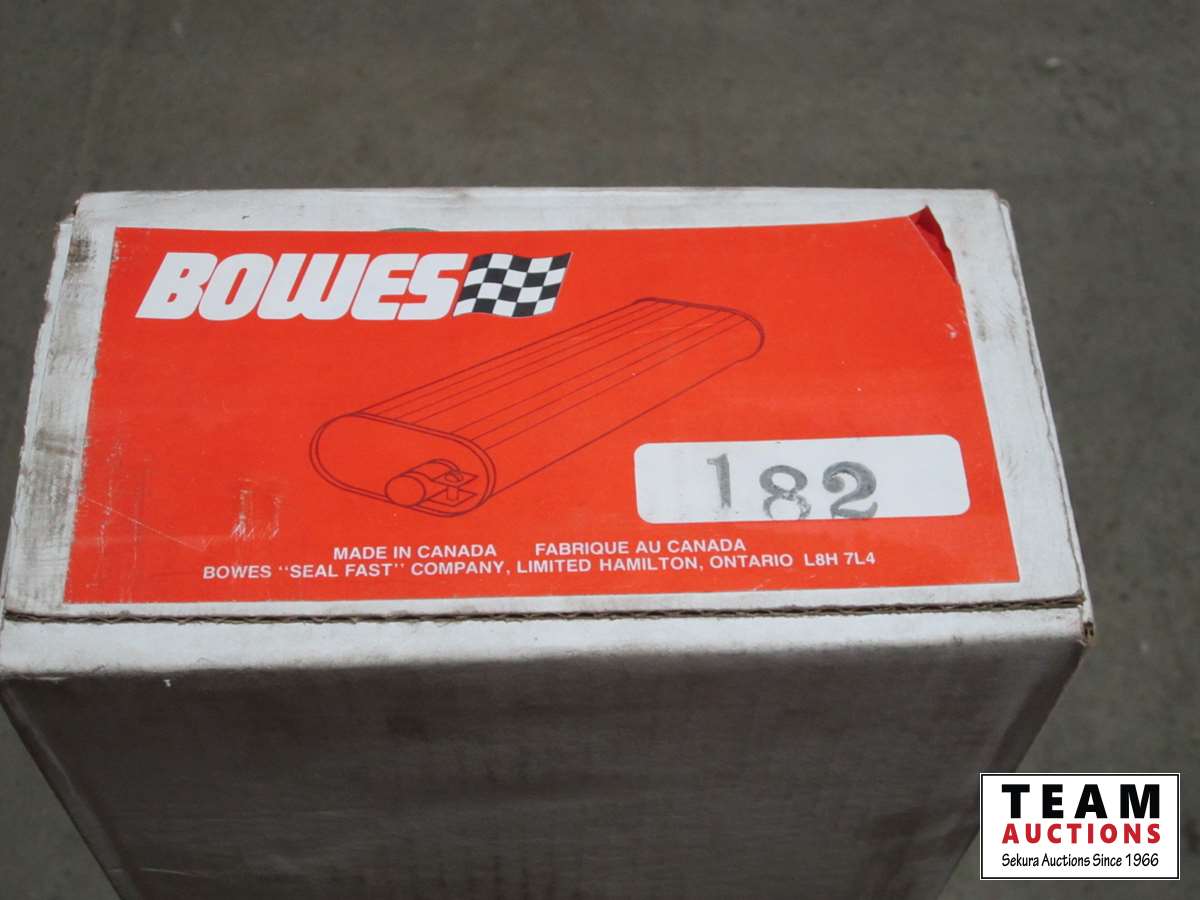 BOWES
182
MADE IN CANADA FABRIQUE AU CANADA
BOWES "SEAL FAST" COMPANY, LIMITED HAMILTON, ONTARIO L8H 7L4
TEAM
AUCTIONS
Sekura Auctions Since 1966